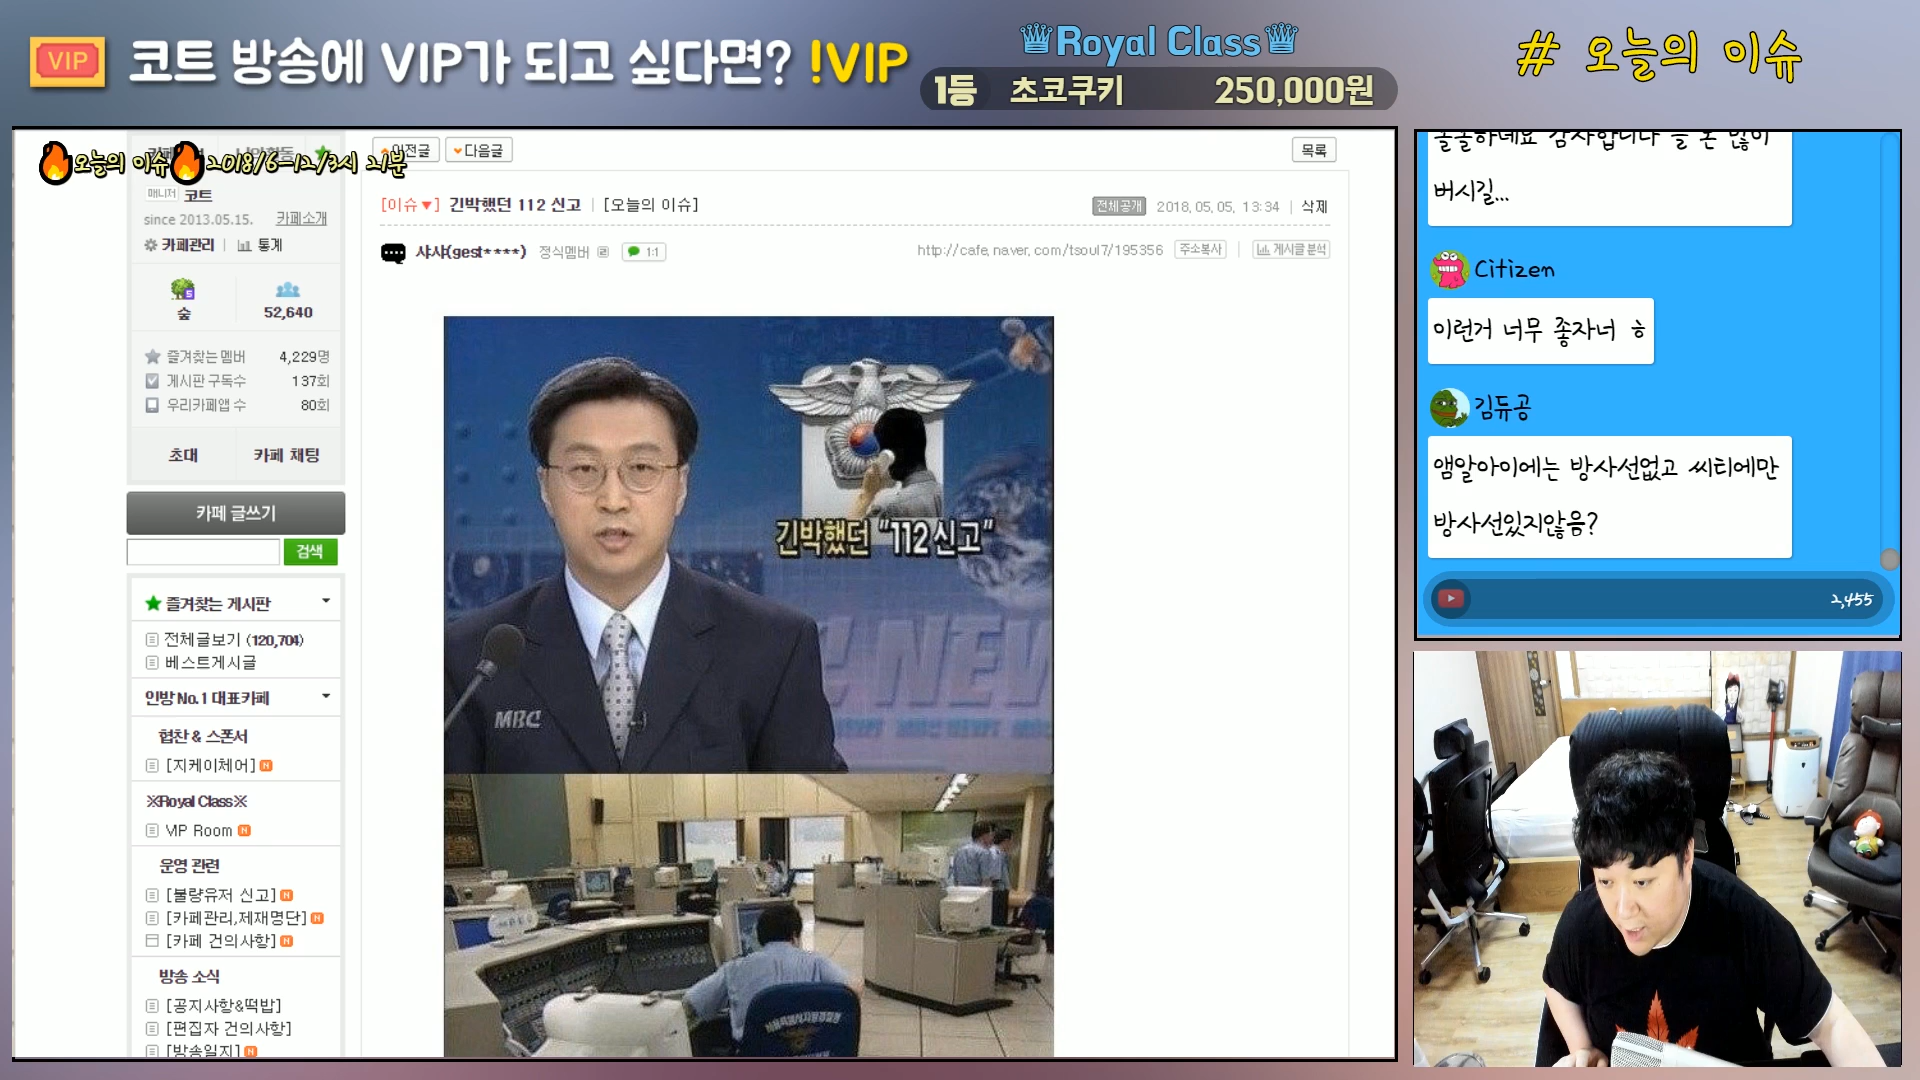 VIP 코트 방송에 VIP가 되고 싶다면? !VIP
Royal Class
1등 초코쿠키 250,000원
# 오늘의 이슈
오늘의 이슈 2018/6-12/3시 21분
이전글 다음글 목록
매니저 코트
since 2013.05.15. 카페소개
카페관리 통계
숲 52,640
즐겨찾는 멤버 4,229명
게시판 구독수 137회
우리카페앱 수 80회
초대 카페 채팅
카페 글쓰기
검색
즐겨찾는 게시판
전체글보기 (120,704)
베스트게시글
인방No.1 대표카페
협찬 & 스폰서
[지케이체어] N
※Royal Class※
VIP Room N
운영 관련
[불량유저 신고] N
[카페관리,제재명단] N
[카페 건의사항] N
방송 소식
[공지사항&떡밥]
[편집자 건의사항]
[방송일지] N
[이슈▼] 긴박했던 112 신고 | [오늘의 이슈]
전체공개 2018.05.05. 13:34 | 삭제
샤샤(gest****) 정식멤버 1:1
http://cafe.naver.com/tsoul7/195356 주소복사 | 게시글 분석
긴박했던 "112 신고"
NEW
MBC
버시길...
Citizen
이런거 너무 좋자너 ㅎ
김듀공
앰알아이에는 방사선없고 씨티에만
방사선있지않음?
2,455